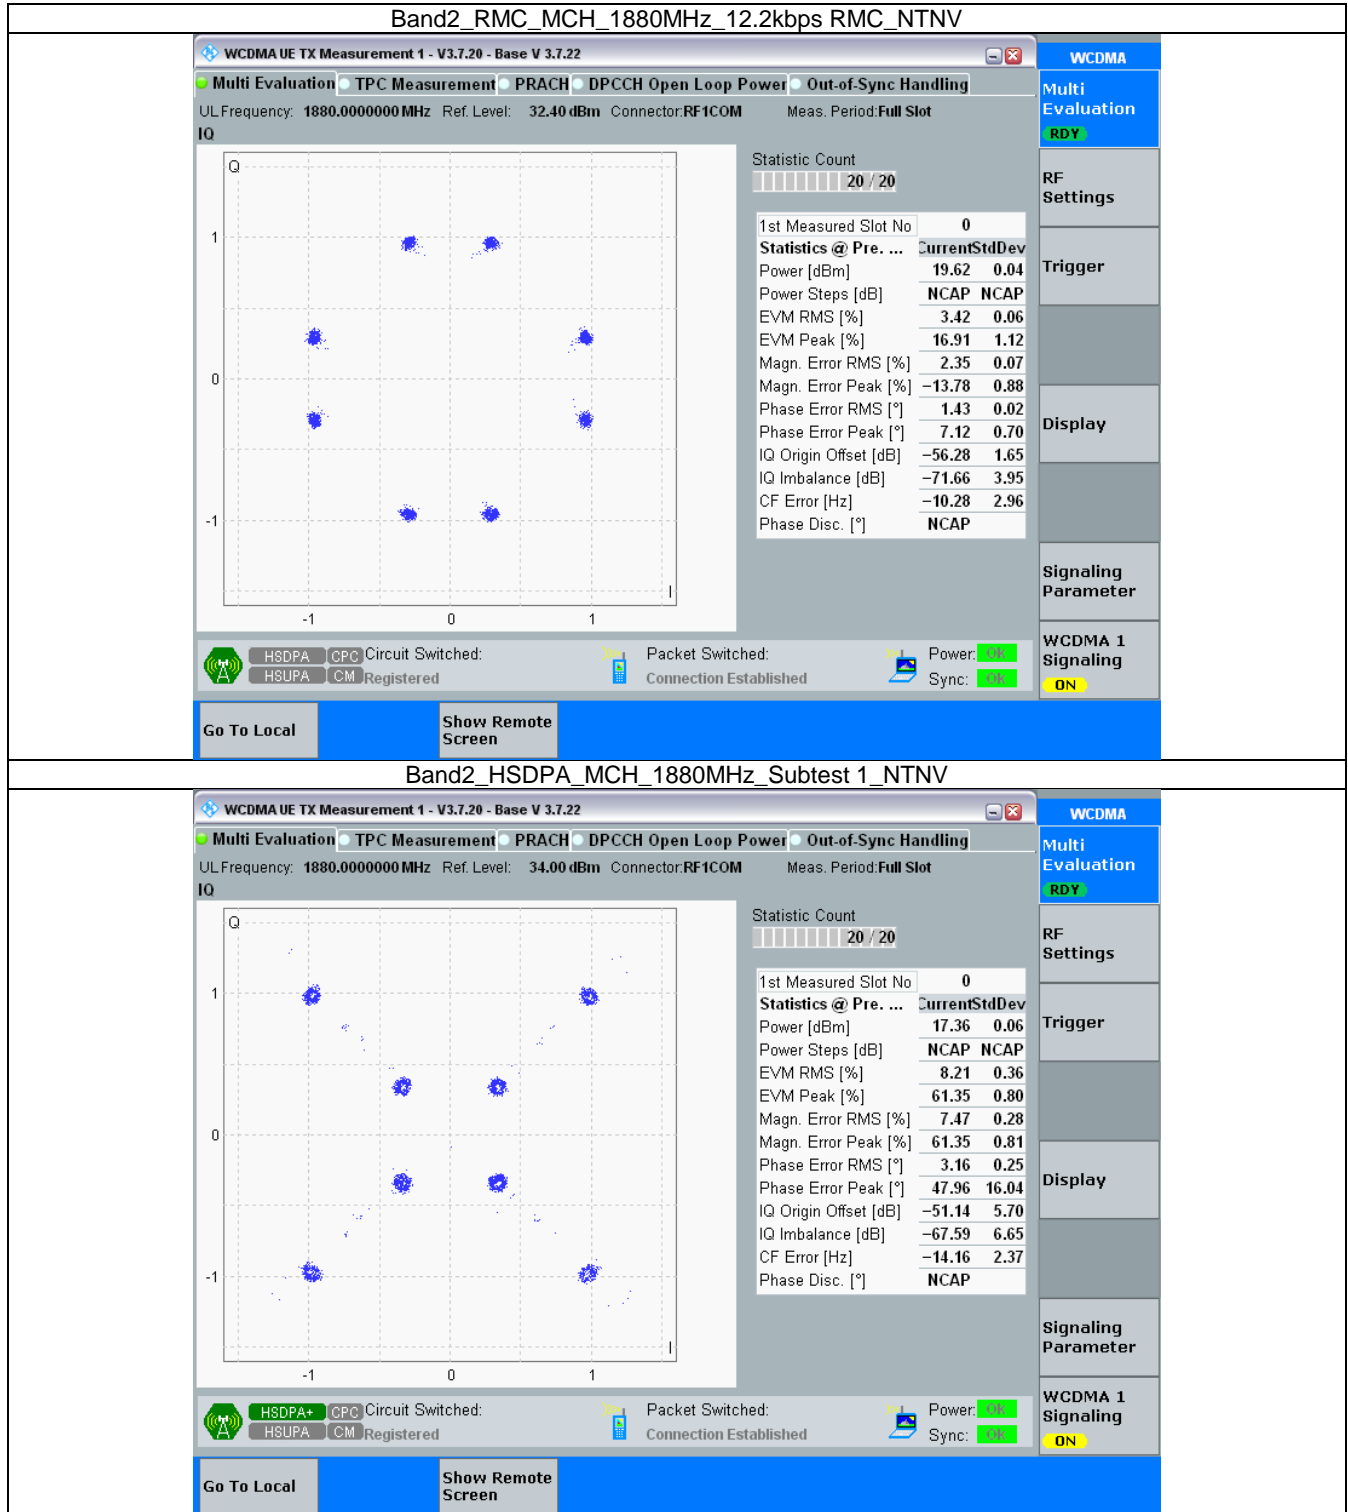 Band2_RMC_MCH_1880MHz_12.2kbps RMC_NTNV
WCDMA UE TX Measurement 1 - V3.7.20 - Base V 3.7.22
WCDMA
Multi Evaluation TPC Measurement PRACH DPCCH Open Loop Power Out-of-Sync Handling
Multi
Evaluation
RDY
UL Frequency: 1880.0000000 MHz Ref. Level: 32.40 dBm Connector:RF1COM Meas. Period:Full Slot
IQ
Q
1
0
-1
-1 0 1
I
Statistic Count
20 / 20
1st Measured Slot No 0
Statistics @ Pre. ... Current StdDev
Power [dBm] 19.62 0.04
Power Steps [dB] NCAP NCAP
EVM RMS [%] 3.42 0.06
EVM Peak [%] 16.91 1.12
Magn. Error RMS [%] 2.35 0.07
Magn. Error Peak [%] −13.78 0.88
Phase Error RMS [°] 1.43 0.02
Phase Error Peak [°] 7.12 0.70
IQ Origin Offset [dB] −56.28 1.65
IQ Imbalance [dB] −71.66 3.95
CF Error [Hz] −10.28 2.96
Phase Disc. [°] NCAP
RF
Settings
Trigger
Display
Signaling
Parameter
WCDMA 1
Signaling
ON
HSDPA CPC Circuit Switched: Packet Switched: Power: OK
HSUPA CM Registered Connection Established Sync: OK
Go To Local
Show Remote
Screen
Band2_HSDPA_MCH_1880MHz_Subtest 1_NTNV
WCDMA UE TX Measurement 1 - V3.7.20 - Base V 3.7.22
WCDMA
Multi Evaluation TPC Measurement PRACH DPCCH Open Loop Power Out-of-Sync Handling
Multi
Evaluation
RDY
UL Frequency: 1880.0000000 MHz Ref. Level: 34.00 dBm Connector:RF1COM Meas. Period:Full Slot
IQ
Q
1
0
-1
-1 0 1
I
Statistic Count
20 / 20
1st Measured Slot No 0
Statistics @ Pre. ... Current StdDev
Power [dBm] 17.36 0.06
Power Steps [dB] NCAP NCAP
EVM RMS [%] 8.21 0.36
EVM Peak [%] 61.35 0.80
Magn. Error RMS [%] 7.47 0.28
Magn. Error Peak [%] 61.35 0.81
Phase Error RMS [°] 3.16 0.25
Phase Error Peak [°] 47.96 16.04
IQ Origin Offset [dB] −51.14 5.70
IQ Imbalance [dB] −67.59 6.65
CF Error [Hz] −14.16 2.37
Phase Disc. [°] NCAP
RF
Settings
Trigger
Display
Signaling
Parameter
WCDMA 1
Signaling
ON
HSDPA+ CPC Circuit Switched: Packet Switched: Power: OK
HSUPA CM Registered Connection Established Sync: OK
Go To Local
Show Remote
Screen